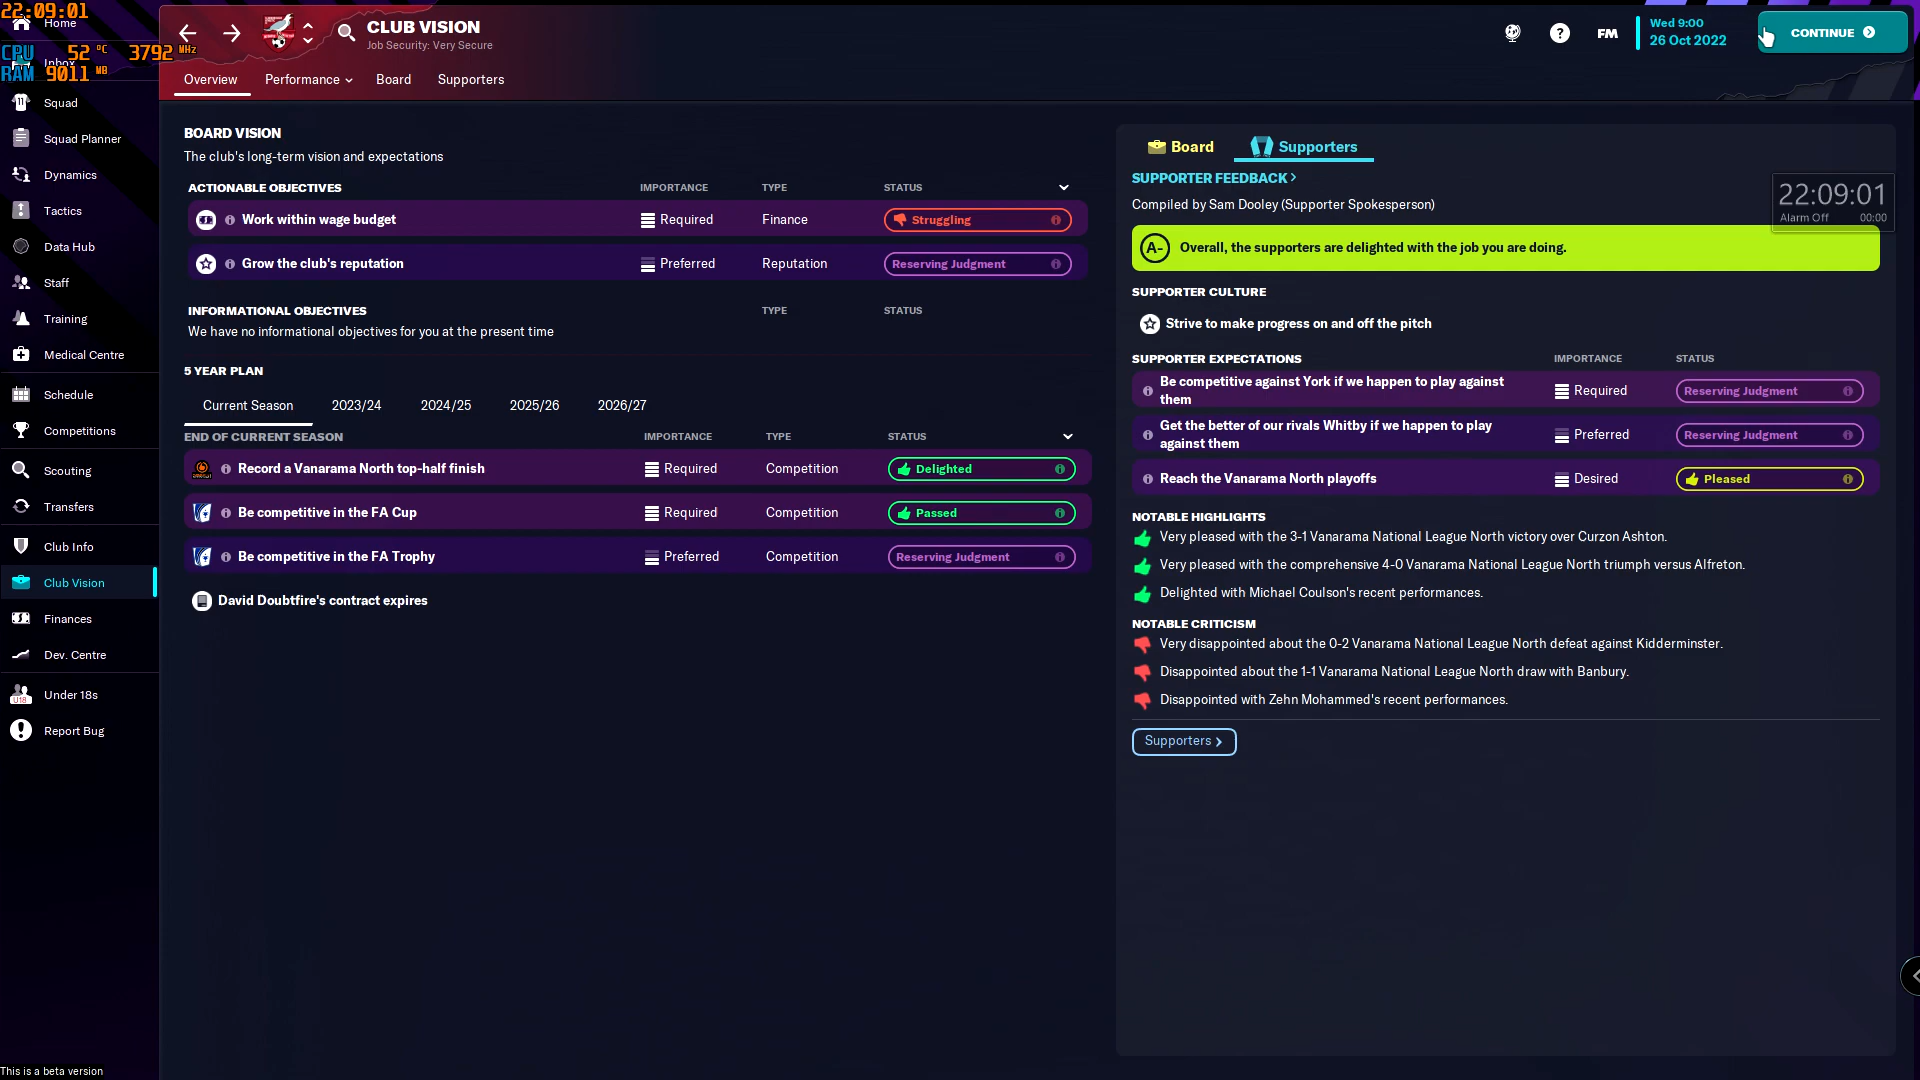 22:09:01
Home
CPU 52 °C 3792 MHz
Inbox
RAM 9011 MB
Squad
Squad Planner
Dynamics
Tactics
Data Hub
Staff
Training
Medical Centre
Schedule
Competitions
Scouting
Transfers
Club Info
Club Vision
Finances
Dev. Centre
Under 18s
Report Bug
This is a beta version
CLUB VISION
Job Security: Very Secure
FM
Wed 9:00
26 Oct 2022
CONTINUE
Overview Performance Board Supporters
BOARD VISION
The club's long-term vision and expectations
ACTIONABLE OBJECTIVES IMPORTANCE TYPE STATUS
Work within wage budget Required Finance Struggling
Grow the club's reputation Preferred Reputation Reserving Judgment
INFORMATIONAL OBJECTIVES TYPE STATUS
We have no informational objectives for you at the present time
5 YEAR PLAN
Current Season 2023/24 2024/25 2025/26 2026/27
END OF CURRENT SEASON IMPORTANCE TYPE STATUS
Record a Vanarama North top-half finish Required Competition Delighted
Be competitive in the FA Cup Required Competition Passed
Be competitive in the FA Trophy Preferred Competition Reserving Judgment
David Doubtfire's contract expires
Board Supporters
SUPPORTER FEEDBACK >
22:09:01
Alarm Off 00:00
Compiled by Sam Dooley (Supporter Spokesperson)
A- Overall, the supporters are delighted with the job you are doing.
SUPPORTER CULTURE
Strive to make progress on and off the pitch
SUPPORTER EXPECTATIONS IMPORTANCE STATUS
Be competitive against York if we happen to play against
them Required Reserving Judgment
Get the better of our rivals Whitby if we happen to play
against them Preferred Reserving Judgment
Reach the Vanarama North playoffs Desired Pleased
NOTABLE HIGHLIGHTS
Very pleased with the 3-1 Vanarama National League North victory over Curzon Ashton.
Very pleased with the comprehensive 4-0 Vanarama National League North triumph versus Alfreton.
Delighted with Michael Coulson's recent performances.
NOTABLE CRITICISM
Very disappointed about the 0-2 Vanarama National League North defeat against Kidderminster.
Disappointed about the 1-1 Vanarama National League North draw with Banbury.
Disappointed with Zehn Mohammed's recent performances.
Supporters >